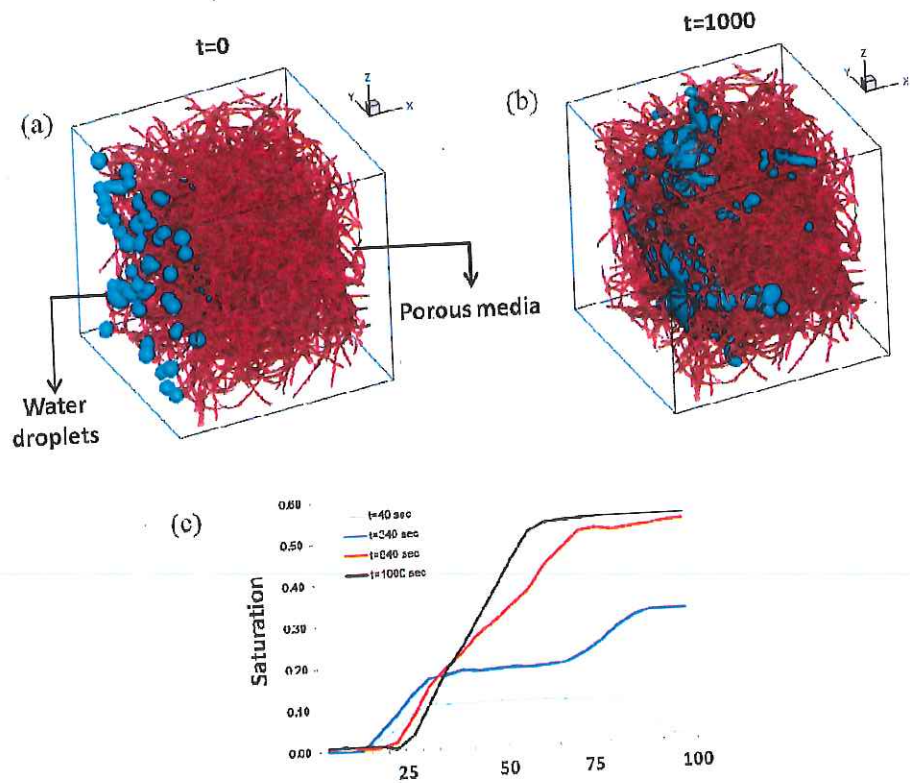 t=0
t=1000
(a)
Z
Y
X
(b)
Z
Y
X
Porous media
Water
droplets
(c)
0.60
0.50
0.40
0.30
0.20
0.10
0.00
Saturation
t=40 sec
t=340 sec
t=640 sec
t=1000 sec
25
50
75
100